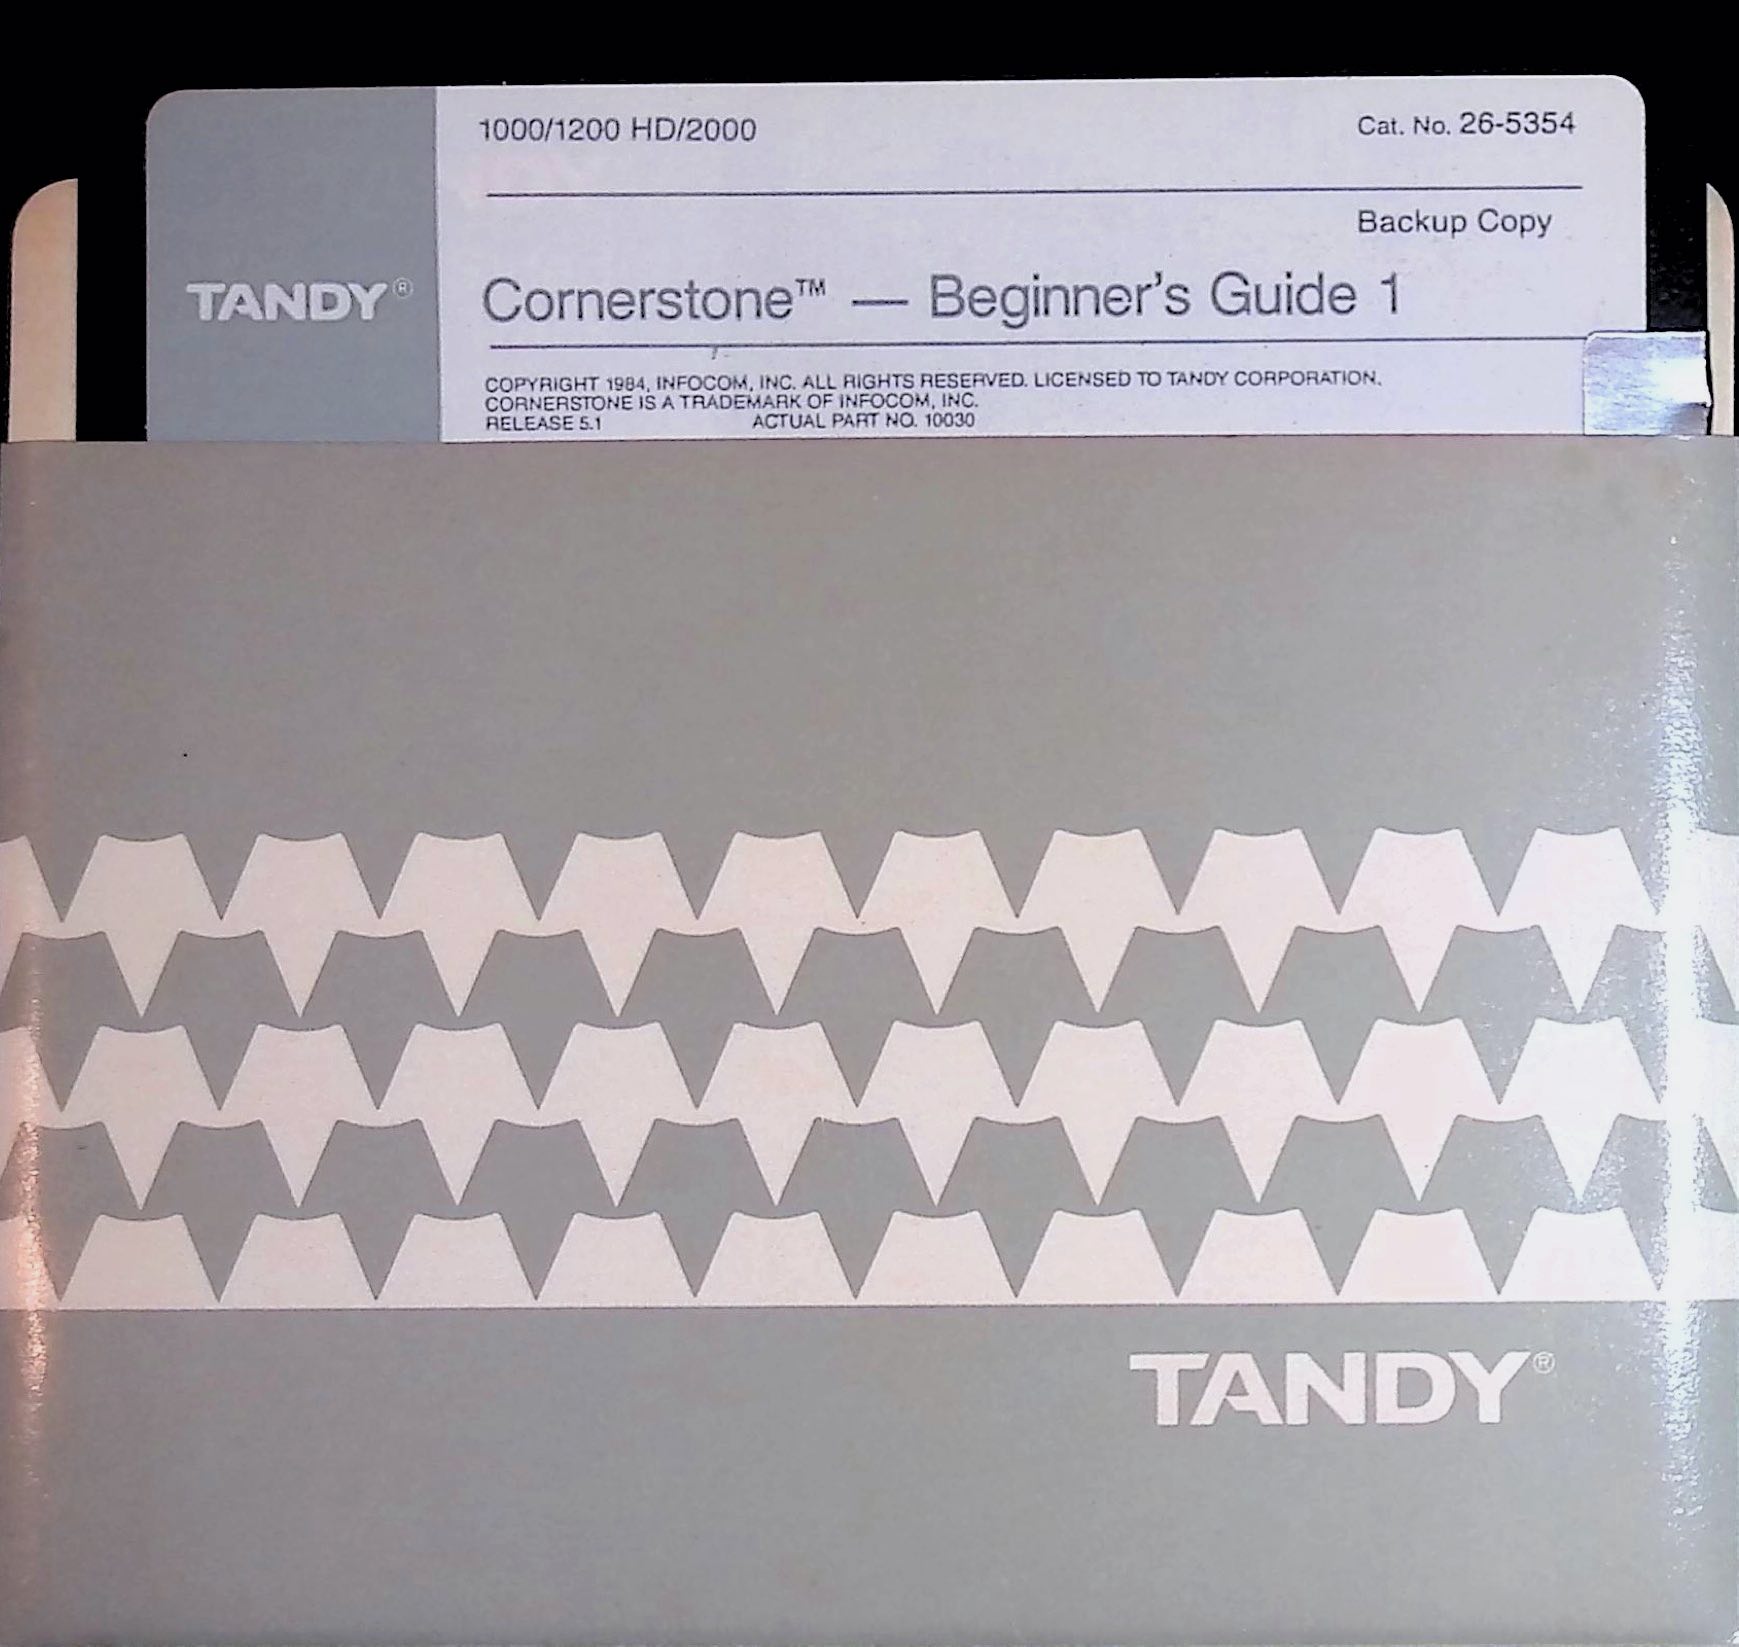 1000/1200 HD/2000 Cat. No. 26-5354
Backup Copy
TANDY® Cornerstone™ — Beginner's Guide 1
COPYRIGHT 1984, INFOCOM, INC. ALL RIGHTS RESERVED. LICENSED TO TANDY CORPORATION.
CORNERSTONE IS A TRADEMARK OF INFOCOM, INC.
RELEASE 5.1 ACTUAL PART NO. 10030
TANDY®